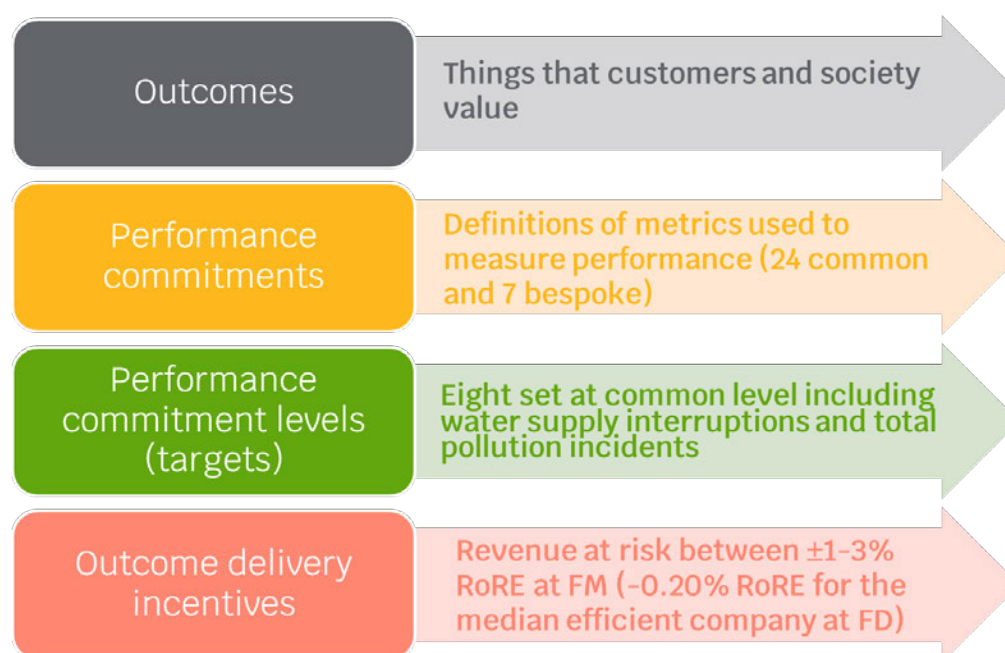 Outcomes
Things that customers and society
value
Performance
commitments
Definitions of metrics used to
measure performance (24 common
and 7 bespoke)
Performance
commitment levels
(targets)
Eight set at common level including
water supply interruptions and total
pollution incidents
Outcome delivery
incentives
Revenue at risk between ±1-3%
RoRE at FM (-0.20% RoRE for the
median efficient company at FD)